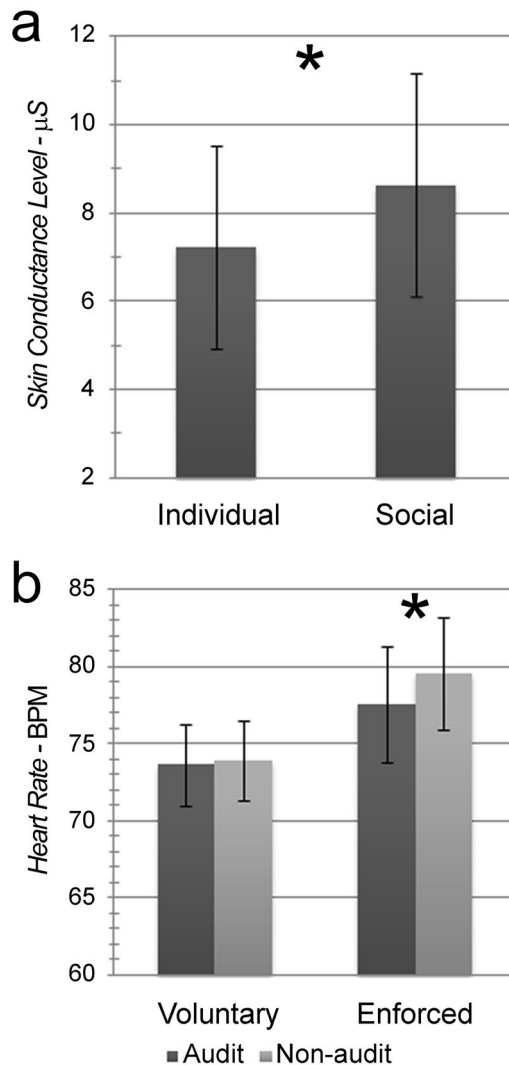 a
12
10
8
6
4
2
Skin Conductance Level - µS
*
Individual Social
b
85
80
75
70
65
60
Heart Rate - BPM
*
Voluntary Enforced
Audit Non-audit